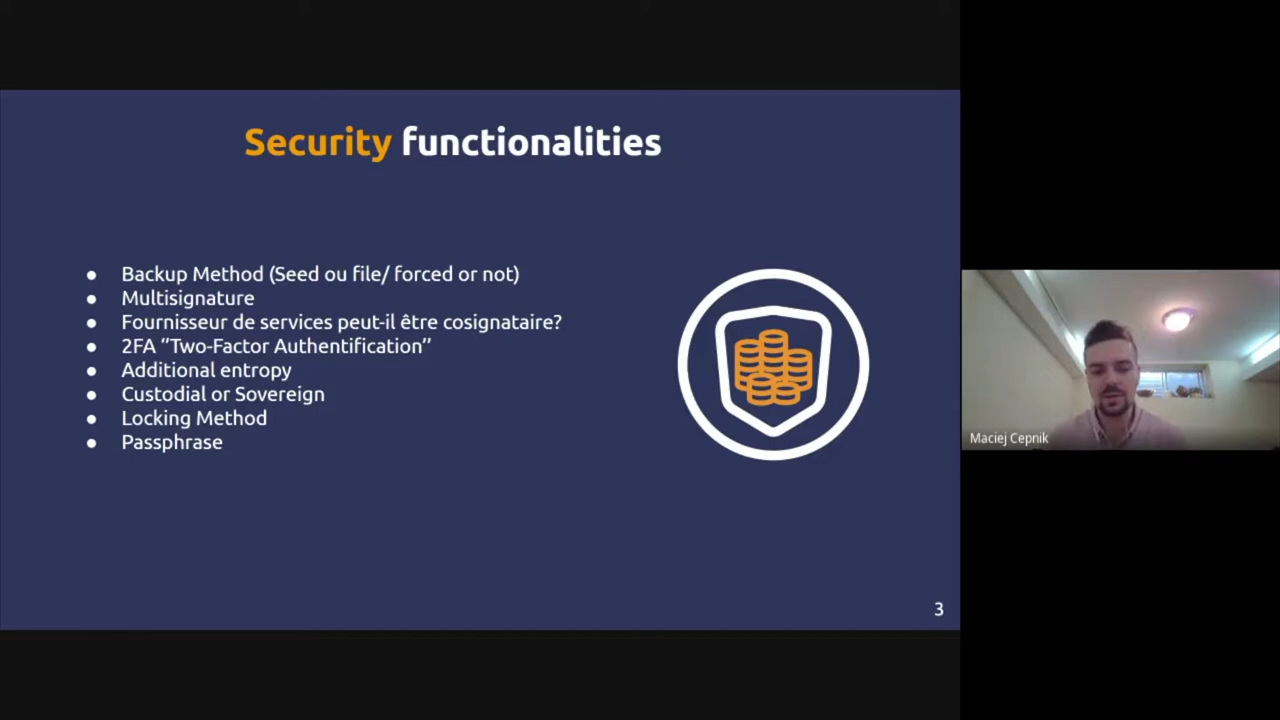 Security functionalities
● Backup Method (Seed ou file/ forced or not)
● Multisignature
● Fournisseur de services peut-il être cosignataire?
● 2FA ‘’Two-Factor Authentification’’
● Additional entropy
● Custodial or Sovereign
● Locking Method
● Passphrase
Maciej Cepnik
3